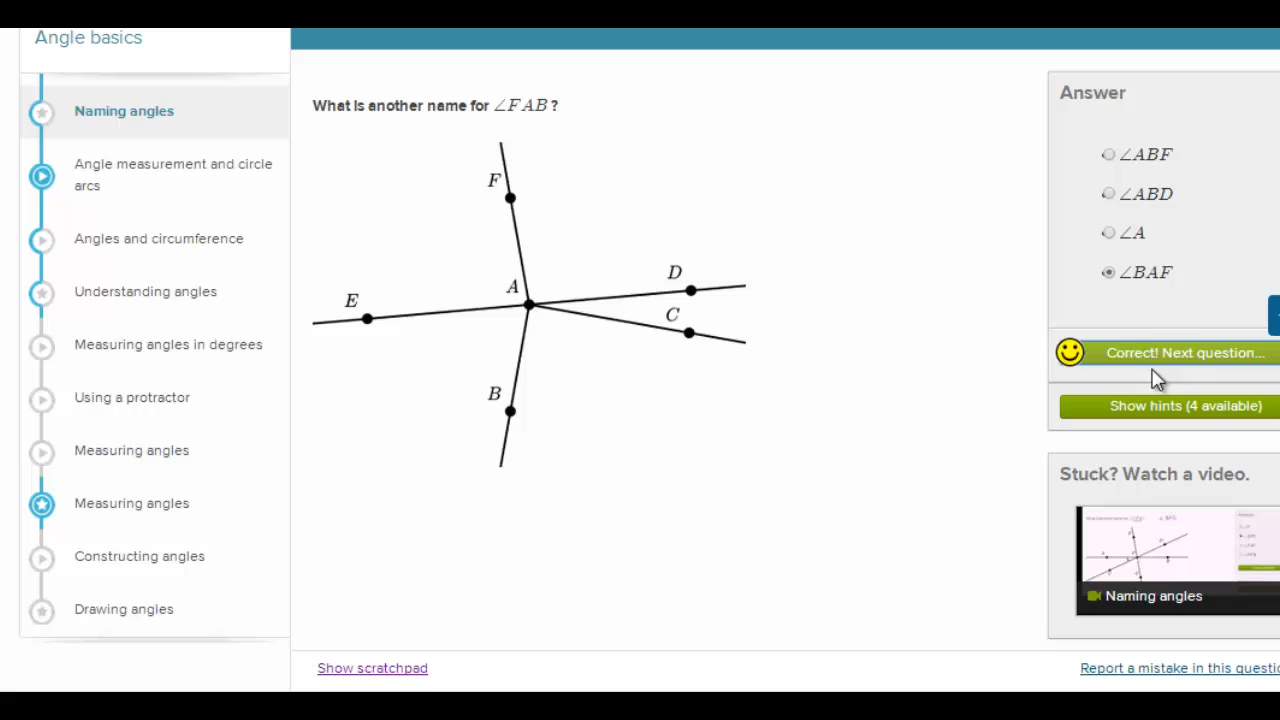 Angle basics
Naming angles
Angle measurement and circle
arcs
Angles and circumference
Understanding angles
Measuring angles in degrees
Using a protractor
Measuring angles
Measuring angles
Constructing angles
Drawing angles
What is another name for ∠FAB?
F
A
D
E
C
B
Show scratchpad
Answer
∠ABF
∠ABD
∠A
∠BAF
Correct! Next question...
Show hints (4 available)
Stuck? Watch a video.
Naming angles
Report a mistake in this questio